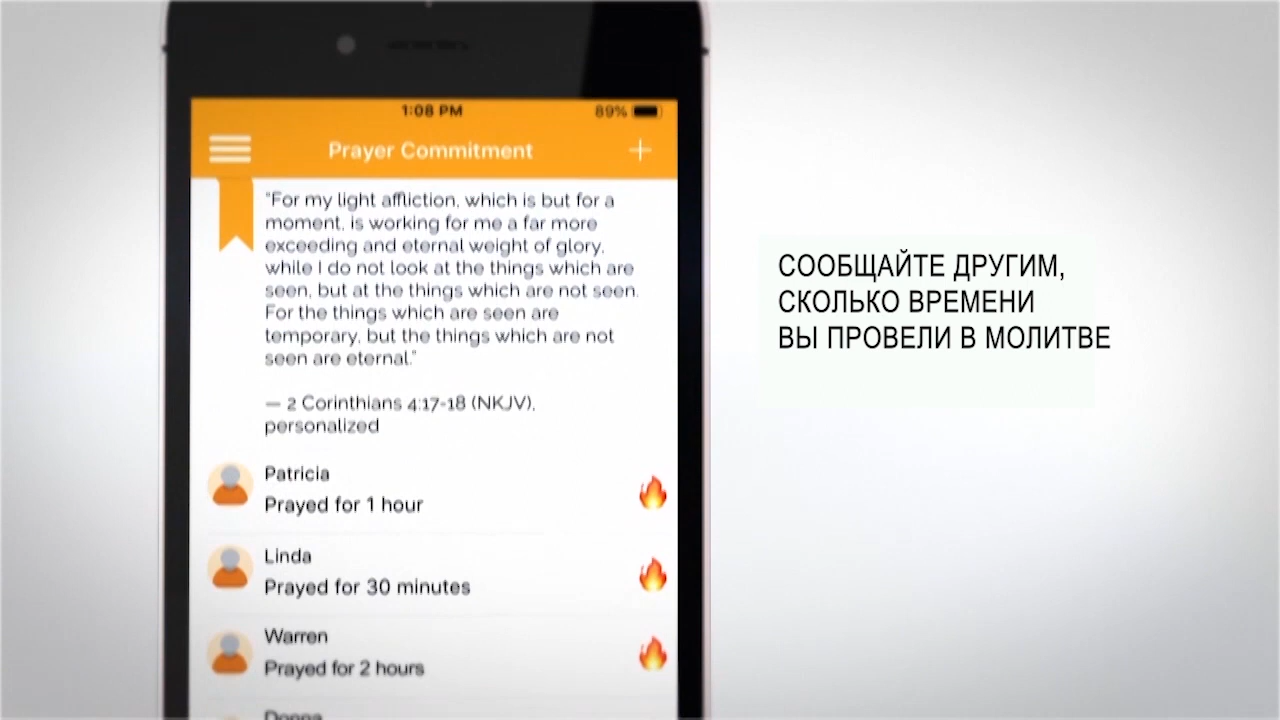 1:08 PM 89%
Prayer Commitment
"For my light affliction, which is but for a
moment, is working for me a far more
exceeding and eternal weight of glory,
while I do not look at the things which are
seen, but at the things which are not seen.
For the things which are seen are
temporary, but the things which are not
seen are eternal."
— 2 Corinthians 4:17-18 (NKJV),
personalized
Patricia
Prayed for 1 hour
Linda
Prayed for 30 minutes
Warren
Prayed for 2 hours
Donna
СООБЩАЙТЕ ДРУГИМ,
СКОЛЬКО ВРЕМЕНИ
ВЫ ПРОВЕЛИ В МОЛИТВЕ